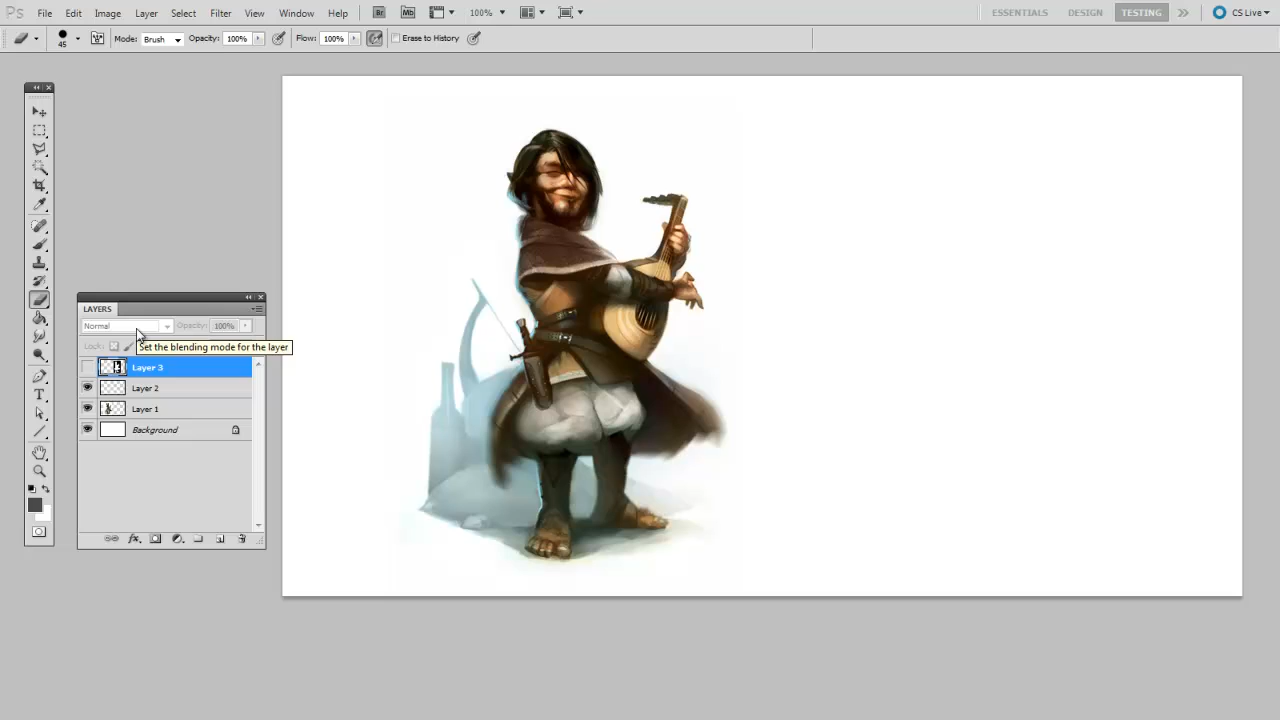 Ps File Edit Image Layer Select Filter View Window Help Br Mb 100% ESSENTIALS DESIGN TESTING CS Live
45 Mode: Brush Opacity: 100% Flow: 100% Erase to History
LAYERS
Normal Opacity: 100%
Lock: Set the blending mode for the layer
Layer 3
Layer 2
Layer 1
Background